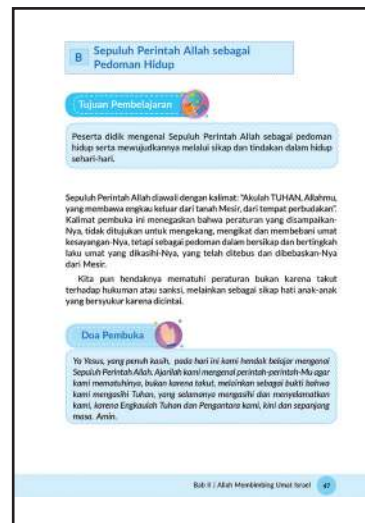 B
Sepuluh Perintah Allah sebagai
Pedoman Hidup
Tujuan Pembelajaran
Peserta didik mengenal Sepuluh Perintah Allah sebagai pedoman
hidup serta mewujudkannya melalui sikap dan tindakan dalam hidup
sehari-hari.
Sepuluh Perintah Allah diawali dengan kalimat: "Akulah TUHAN, Allahmu,
yang membawa engkau keluar dari tanah Mesir, dari tempat perbudakan".
Kalimat pembuka ini menegaskan bahwa peraturan yang disampaikan-
Nya, tidak ditujukan untuk mengekang, mengikat dan membebani umat
kesayangan-Nya, tetapi sebagai pedoman dalam bersikap dan bertingkah
laku umat yang dikasihi-Nya, yang telah ditebus dan dibebaskan-Nya
dari Mesir.
Kita pun hendaknya mematuhi peraturan bukan karena takut
terhadap hukuman atau sanksi, melainkan sebagai sikap hati anak-anak
yang bersyukur karena dicintai.
Doa Pembuka
Ya Yesus, yang penuh kasih, pada hari ini kami hendak belajar mengenai
Sepuluh Perintah Allah. Ajarilah kami mengenal perintah-perintah-Mu agar
kami mematuhinya, bukan karena takut, melainkan sebagai bukti bahwa
kami mengasihi Tuhan, yang selamanya mengasihi dan menyelamatkan
kami, karena Engkaulah Tuhan dan Pengantara kami, kini dan sepanjang
masa. Amin.
Bab II | Allah Membimbing Umat Israel 47